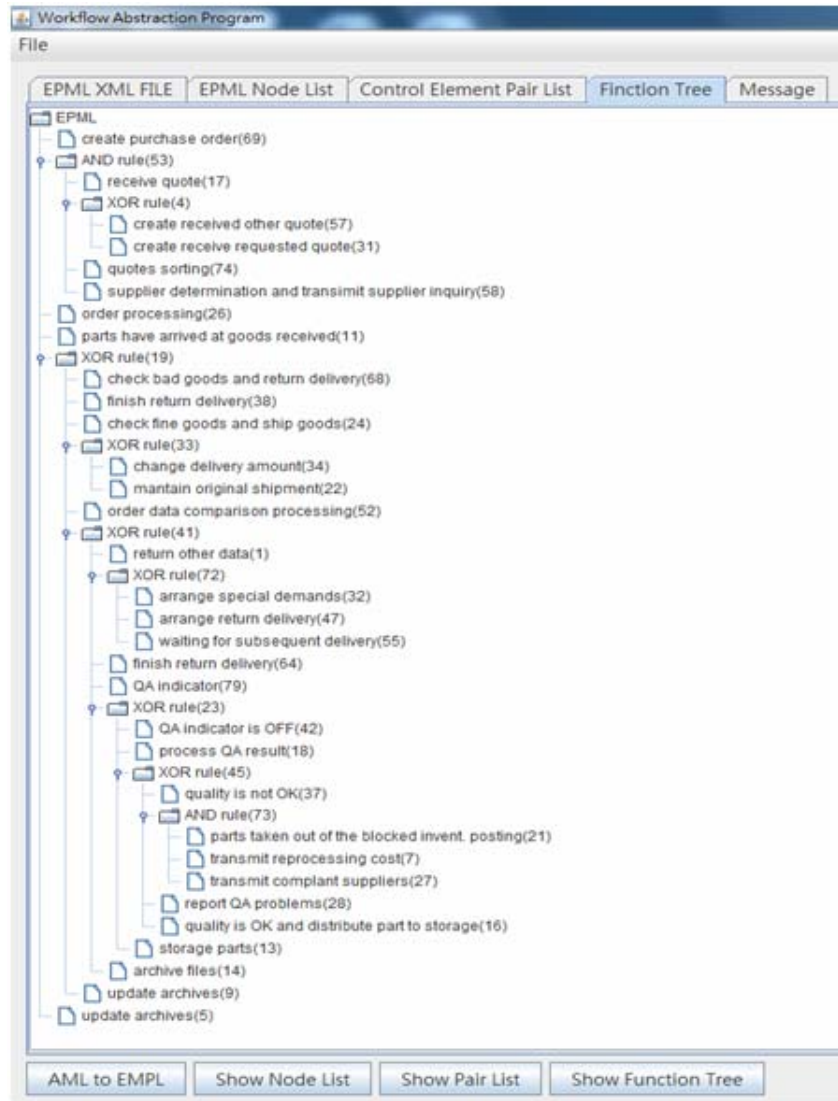 Workflow Abstraction Program
File
EPML XML FILE EPML Node List Control Element Pair List Finction Tree Message
EPML
create purchase order(69)
AND rule(53)
receive quote(17)
XOR rule(4)
create received other quote(57)
create receive requested quote(31)
quotes sorting(74)
supplier determination and transimit supplier inquiry(58)
order processing(26)
parts have arrived at goods received(11)
XOR rule(19)
check bad goods and return delivery(68)
finish return delivery(38)
check fine goods and ship goods(24)
XOR rule(33)
change delivery amount(34)
mantain original shipment(22)
order data comparison processing(52)
XOR rule(41)
return other data(1)
XOR rule(72)
arrange special demands(32)
arrange return delivery(47)
waiting for subsequent delivery(55)
finish return delivery(64)
QA indicator(79)
XOR rule(23)
QA indicator is OFF(42)
process QA result(18)
XOR rule(45)
quality is not OK(37)
AND rule(73)
parts taken out of the blocked invent. posting(21)
transmit reprocessing cost(7)
transmit complant suppliers(27)
report QA problems(28)
quality is OK and distribute part to storage(16)
storage parts(13)
archive files(14)
update archives(9)
update archives(5)
AML to EMPL Show Node List Show Pair List Show Function Tree